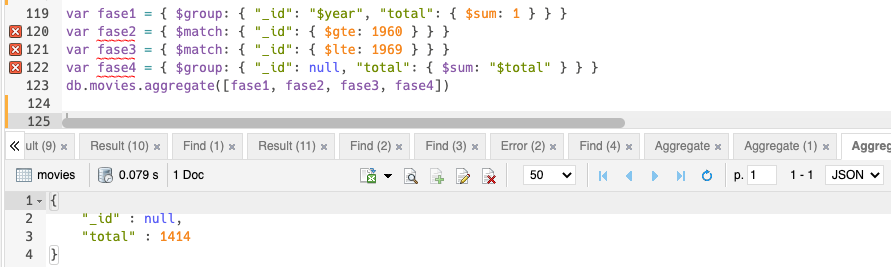 119 var fase1 = { $group: { "_id": "$year", "total": { $sum: 1 } } }
120 var fase2 = { $match: { "_id": { $gte: 1960 } } }
121 var fase3 = { $match: { "_id": { $lte: 1969 } } }
122 var fase4 = { $group: { "_id": null, "total": { $sum: "$total" } } }
123 db.movies.aggregate([fase1, fase2, fase3, fase4])
124
125
« ult (9) × Result (10) × Find (1) × Result (11) × Find (2) × Find (3) × Error (2) × Find (4) × Aggregate × Aggregate (1) × Aggreg
movies 0.079 s 1 Doc 50 p. 1 1 - 1 JSON
1 {
2 "_id" : null,
3 "total" : 1414
4 }